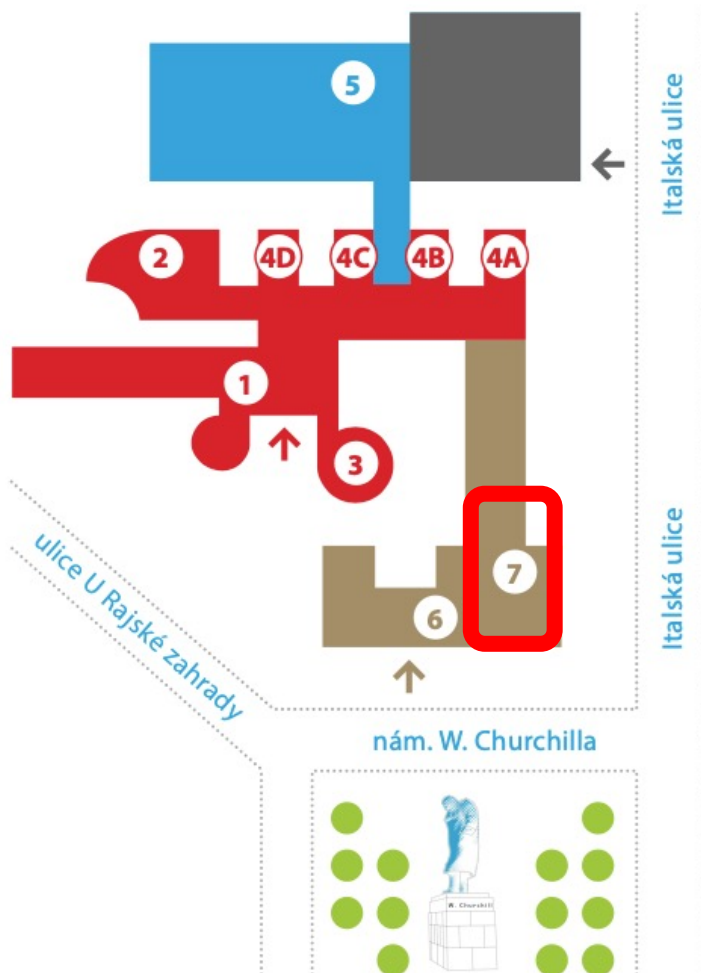 5
Italská ulice
2
4D
4C
4B
4A
1
3
ulice U Rajské zahrady
7
6
Italská ulice
nám. W. Churchilla
W. Churchill